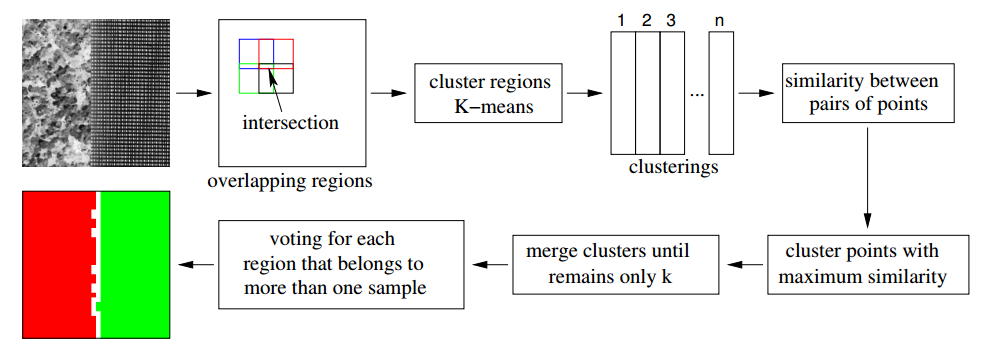 intersection
overlapping regions
cluster regions
K−means
1 2 3 n
...
clusterings
similarity between
pairs of points
cluster points with
maximum similarity
merge clusters until
remains only k
voting for each
region that belongs to
more than one sample